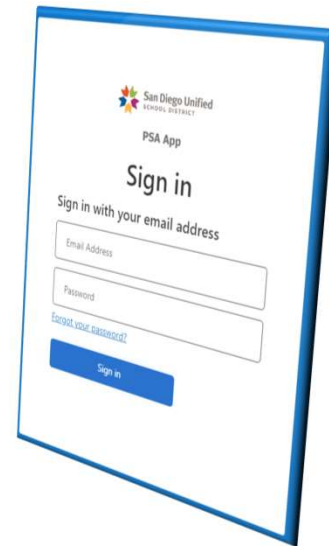 San Diego Unified
SCHOOL DISTRICT
PSA App
Sign in
Sign in with your email address
Email Address
Password
Forgot your password?
Sign in